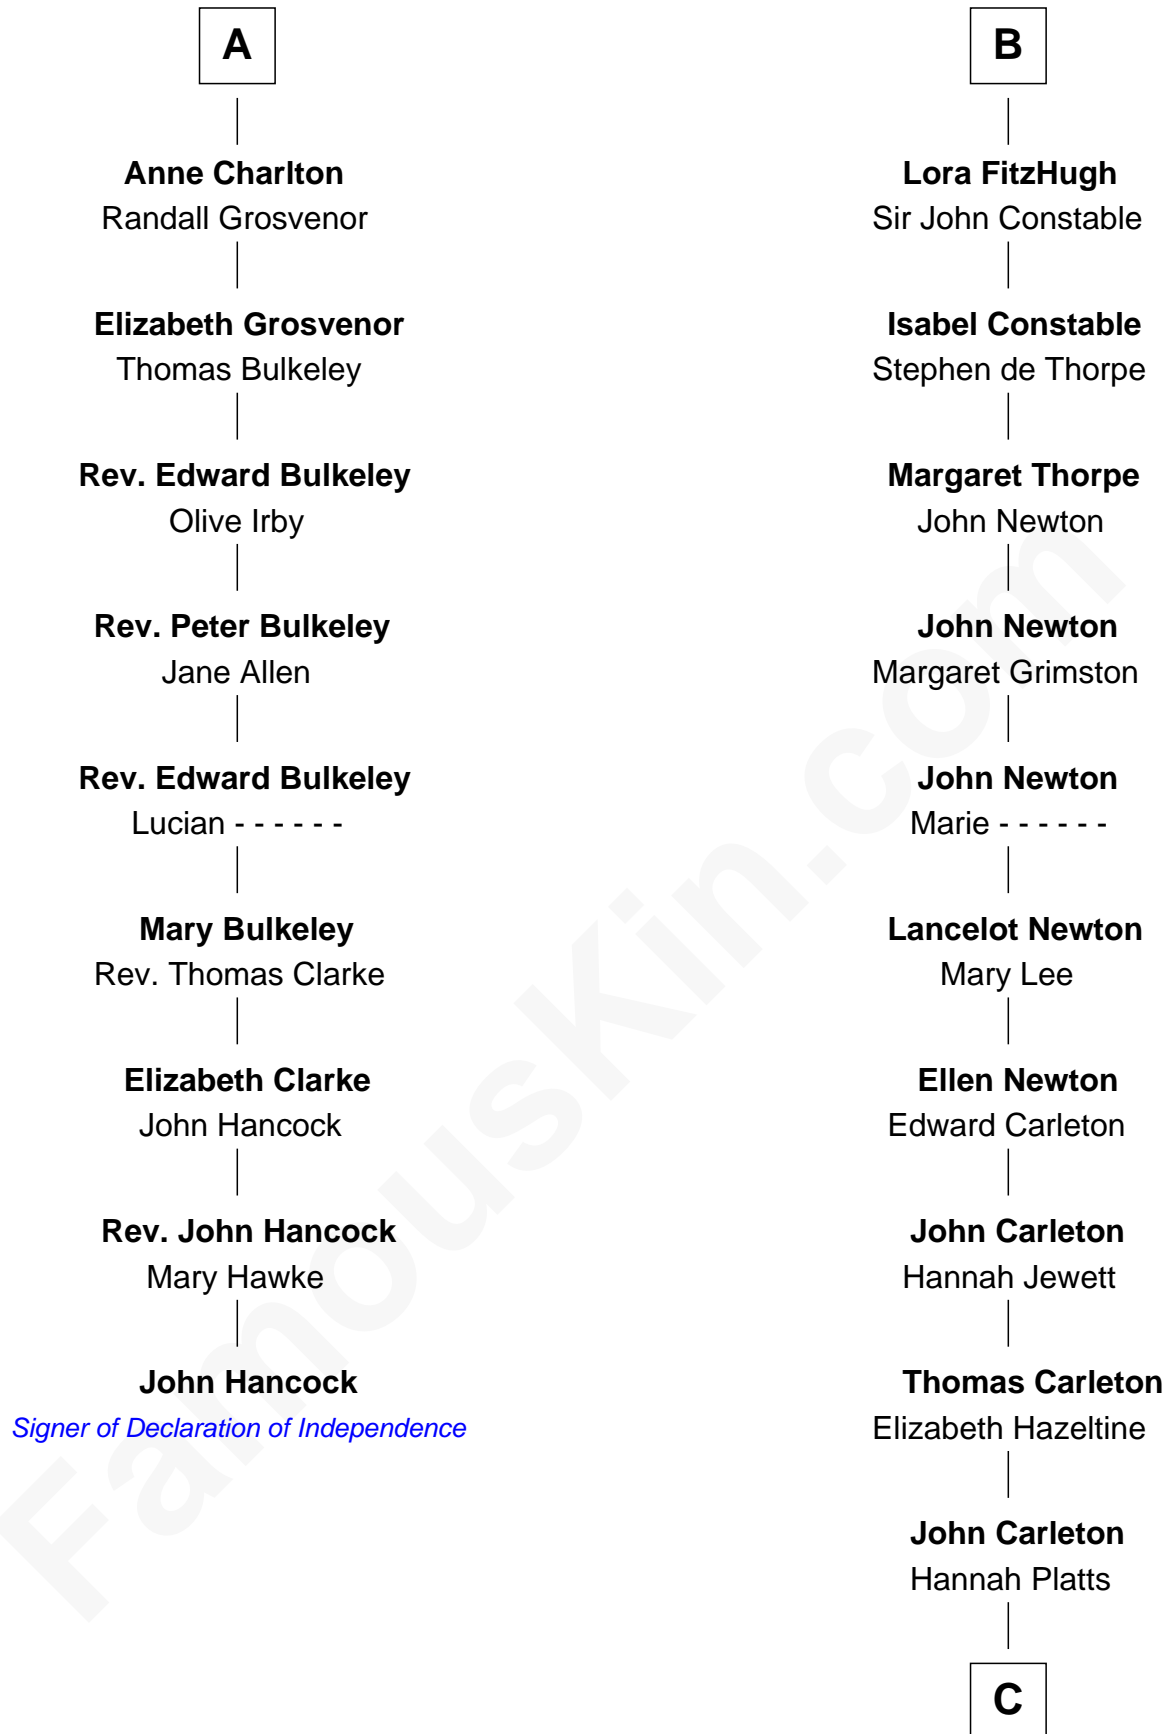 A
Anne Charlton
Randall Grosvenor
Elizabeth Grosvenor
Thomas Bulkeley
Rev. Edward Bulkeley
Olive Irby
Rev. Peter Bulkeley
Jane Allen
Rev. Edward Bulkeley
Lucian - - - - - -
Mary Bulkeley
Rev. Thomas Clarke
Elizabeth Clarke
John Hancock
Rev. John Hancock
Mary Hawke
John Hancock
Signer of Declaration of Independence
B
Lora FitzHugh
Sir John Constable
Isabel Constable
Stephen de Thorpe
Margaret Thorpe
John Newton
John Newton
Margaret Grimston
John Newton
Marie - - - - - -
Lancelot Newton
Mary Lee
Ellen Newton
Edward Carleton
John Carleton
Hannah Jewett
Thomas Carleton
Elizabeth Hazeltine
John Carleton
Hannah Platts
C
FamousKin.com